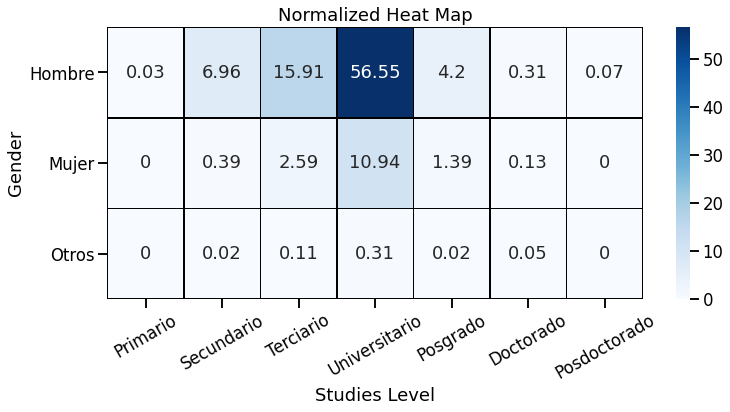 Normalized Heat Map
Gender
Hombre 0.03 6.96 15.91 56.55 4.2 0.31 0.07
Mujer 0 0.39 2.59 10.94 1.39 0.13 0
Otros 0 0.02 0.11 0.31 0.02 0.05 0
Primario Secundario Terciario Universitario Posgrado Doctorado Posdoctorado
Studies Level
50
40
30
20
10
0